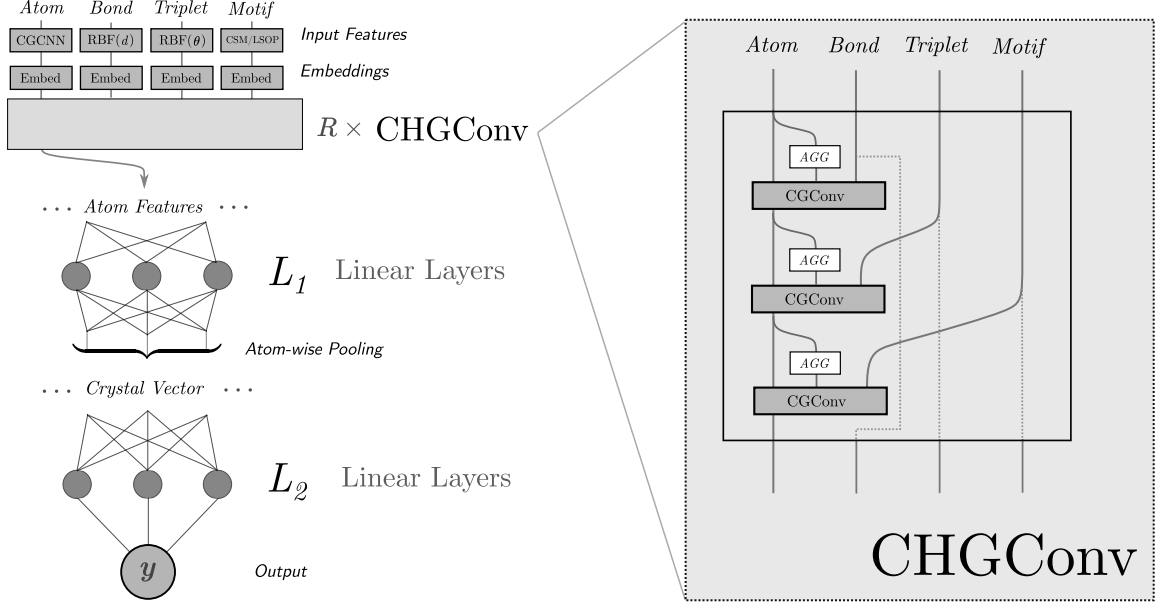 Atom Bond Triplet Motif
CGCNN RBF(d) RBF(θ) CSM/LSOP Input Features
Embed Embed Embed Embed Embeddings
R × CHGConv
... Atom Features ...
L1 Linear Layers
Atom-wise Pooling
... Crystal Vector ...
L2 Linear Layers
y Output
Atom Bond Triplet Motif
AGG
CGConv
AGG
CGConv
AGG
CGConv
CHGConv